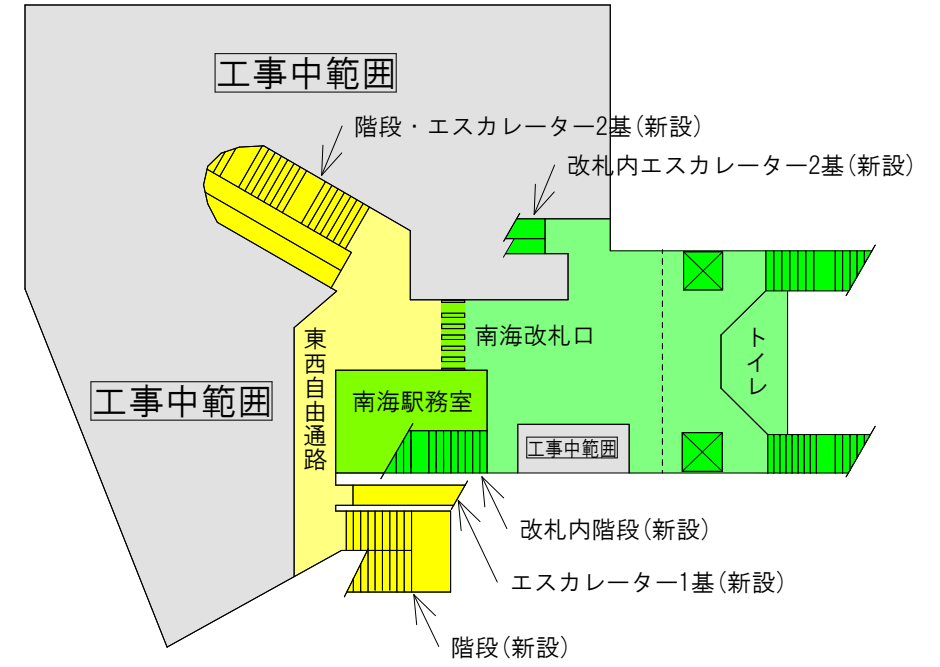 工事中範囲
階段・エスカレーター2基(新設)
改札内エスカレーター2基(新設)
東西自由通路
南海改札口
トイレ
工事中範囲
南海駅務室
工事中範囲
改札内階段(新設)
エスカレーター1基(新設)
階段(新設)